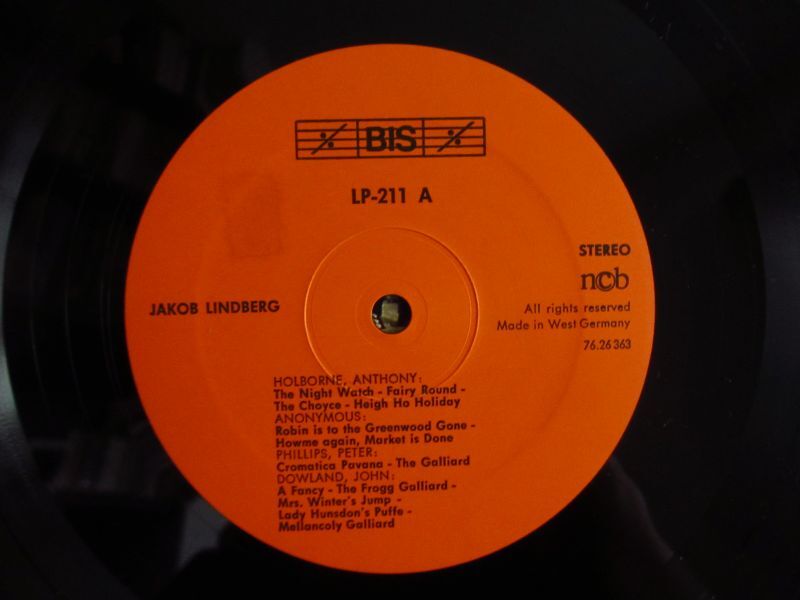 BIS
LP-211 A
STEREO
ncb
JAKOB LINDBERG
All rights reserved
Made in West Germany
76.26363
HOLBORNE, ANTHONY:
The Night Watch - Fairy Round -
The Choyce - Heigh Ho Holiday
ANONYMOUS:
Robin is to the Greenwood Gone -
Howme again, Market is Done
PHILLIPS, PETER:
Cromatica Pavana - The Galliard
DOWLAND, JOHN:
A Fancy - The Frogg Galliard -
Mrs. Winter's Jump -
Lady Hunsdon's Puffe -
Mellancoly Galliard